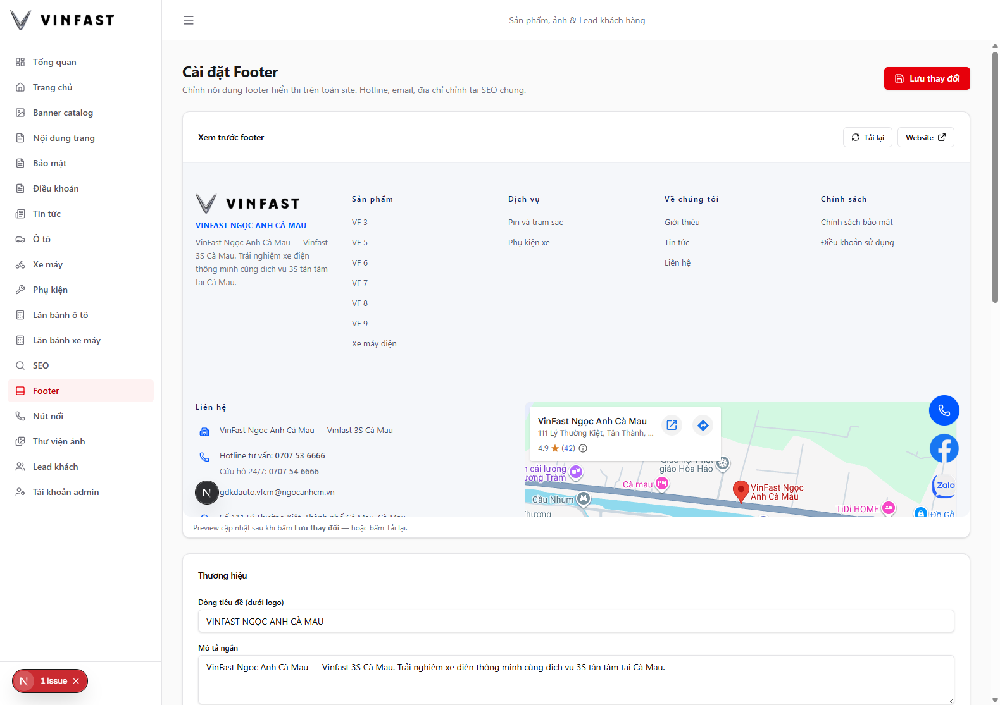 VINFAST
Sản phẩm, ảnh & Lead khách hàng
Tổng quan
Trang chủ
Banner catalog
Nội dung trang
Bảo mật
Điều khoản
Tin tức
Ô tô
Xe máy
Phụ kiện
Lăn bánh ô tô
Lăn bánh xe máy
SEO
Footer
Nút nổi
Thư viện ảnh
Lead khách
Tài khoản admin
N 1 Issue
Cài đặt Footer
Chỉnh nội dung footer hiển thị trên toàn site. Hotline, email, địa chỉ chỉnh tại SEO chung.
Lưu thay đổi
Xem trước footer
Tải lại
Website
VINFAST
VINFAST NGỌC ANH CÀ MAU
VinFast Ngọc Anh Cà Mau — Vinfast
3S Cà Mau. Trải nghiệm xe điện
thông minh cùng dịch vụ 3S tận tâm
tại Cà Mau.
Sản phẩm
VF 3
VF 5
VF 6
VF 7
VF 8
VF 9
Xe máy điện
Dịch vụ
Pin và trạm sạc
Phụ kiện xe
Về chúng tôi
Giới thiệu
Tin tức
Liên hệ
Chính sách
Chính sách bảo mật
Điều khoản sử dụng
Liên hệ
VinFast Ngọc Anh Cà Mau — Vinfast 3S Cà Mau
Hotline tư vấn: 0707 53 6666
Cứu hộ 24/7: 0707 54 6666
N
gdkdauto.vfcm@ngocanhcm.vn
Số 111 Lý Thường Kiệt, Thành phố Cà Mau, Cà Mau
VinFast Ngọc Anh Cà Mau
111 Lý Thường Kiệt, Tân Thành, ...
4.9 (42)
cải lương
Tràm
giáo Hòa Hảo
Cà mau
Cầu Nhum
VinFast Ngọc
Anh Cà Mau
TiDi HOME
Đồ Gỗ
Zalo
Preview cập nhật sau khi bấm Lưu thay đổi — hoặc bấm Tải lại.
Thương hiệu
Dòng tiêu đề (dưới logo)
VINFAST NGỌC ANH CÀ MAU
Mô tả ngắn
VinFast Ngọc Anh Cà Mau — Vinfast 3S Cà Mau. Trải nghiệm xe điện thông minh cùng dịch vụ 3S tận tâm tại Cà Mau.